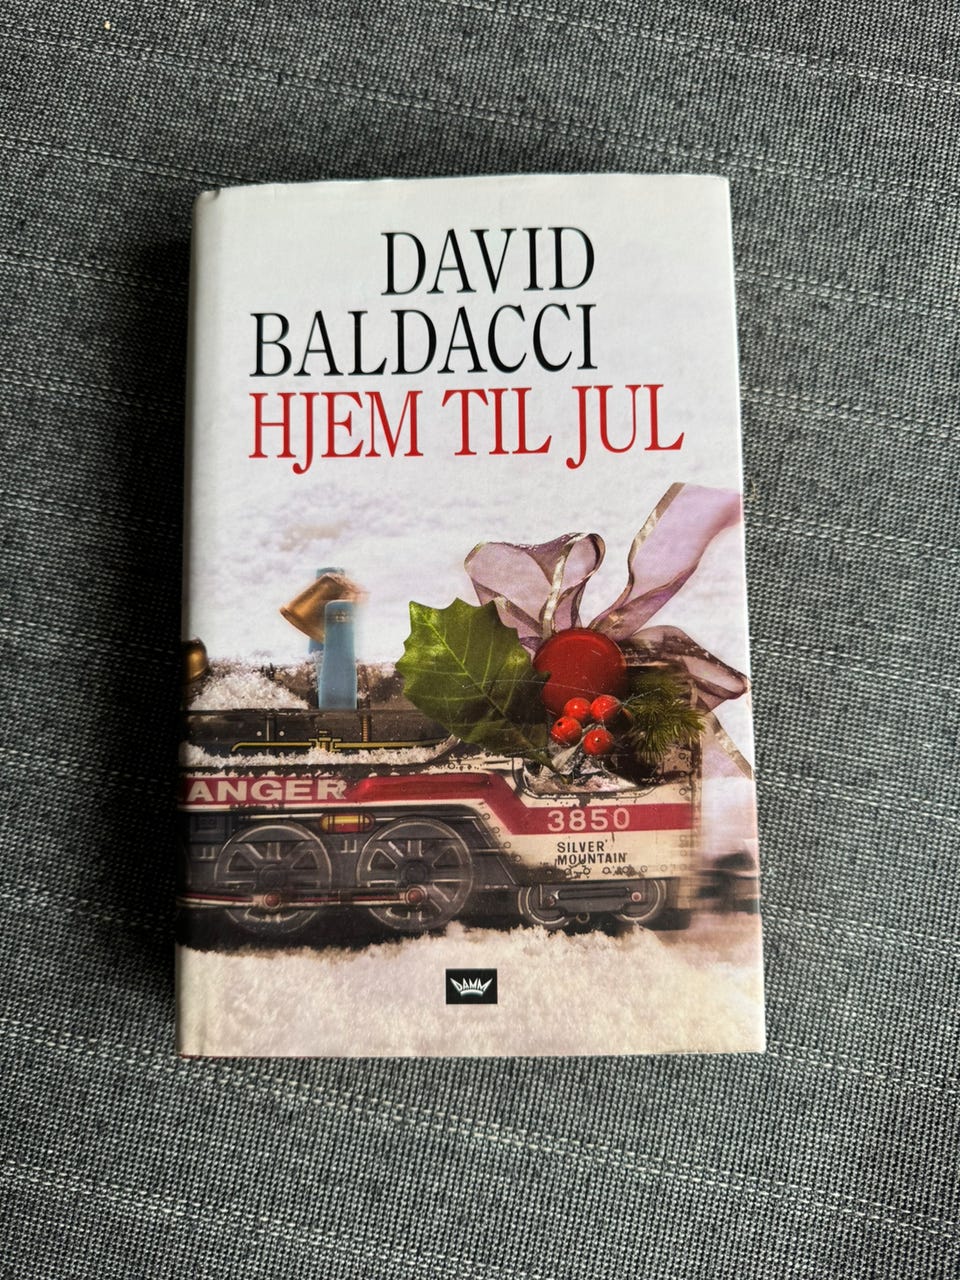 DAVID
BALDACCI
HJEM TIL JUL
ANGER
3850
SILVER
MOUNTAIN
DAMM